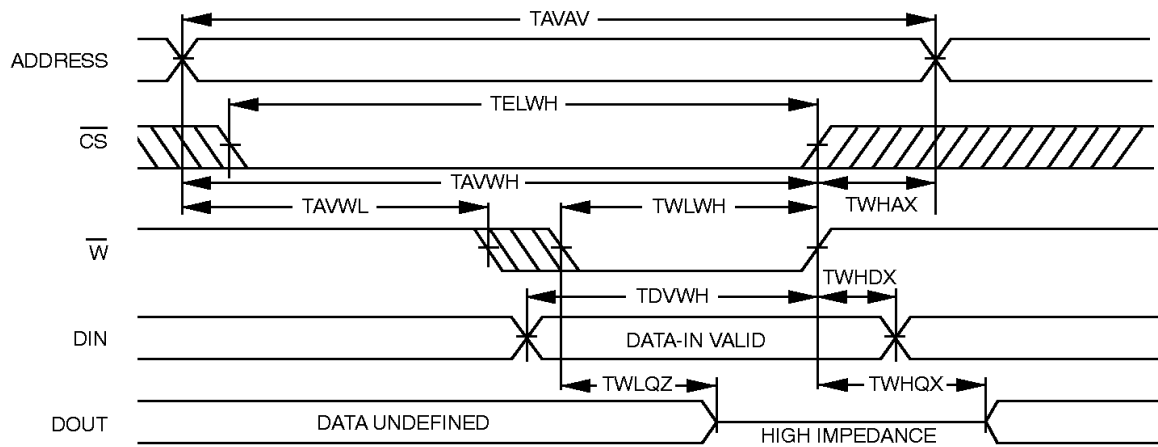 TAVAV
ADDRESS
TELWH
CS
TAVWH
TAVWL
TWLWH
TWHAX
W
TWHDX
TDVWH
DIN
DATA-IN VALID
TWLQZ
TWHQX
DOUT
DATA UNDEFINED
HIGH IMPEDANCE